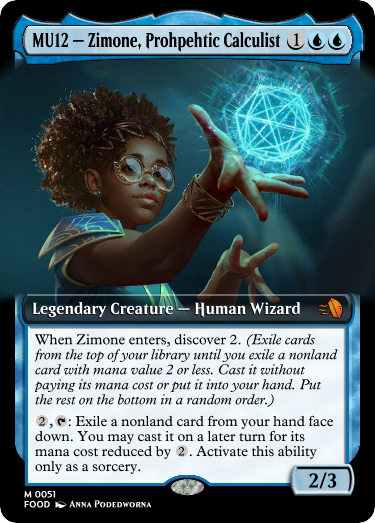 MU12 – Zimone, Prohpehtic Calculist 1
Legendary Creature — Human Wizard
When Zimone enters, discover 2. (Exile cards
from the top of your library until you exile a nonland
card with mana value 2 or less. Cast it without
paying its mana cost or put it into your hand. Put
the rest on the bottom in a random order.)
2, : Exile a nonland card from your hand face
down. You may cast it on a later turn for its
mana cost reduced by 2. Activate this ability
only as a sorcery.
2/3
M 0051
FOOD Anna Podedworna